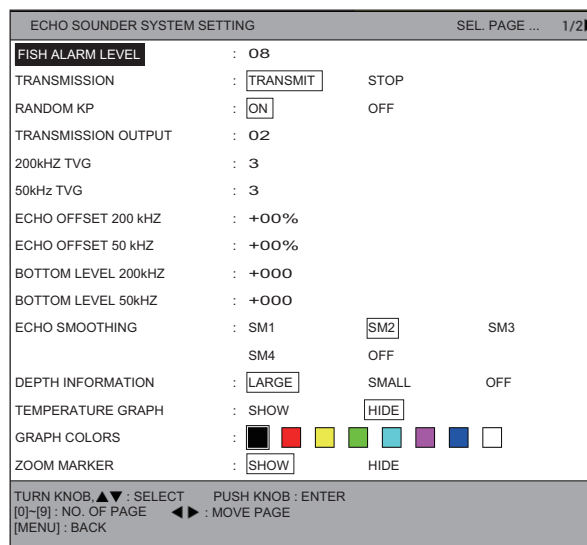 ECHO SOUNDER SYSTEM SETTING SEL. PAGE ... 1/2
FISH ALARM LEVEL : 08
TRANSMISSION : TRANSMIT STOP
RANDOM KP : ON OFF
TRANSMISSION OUTPUT : 02
200kHZ TVG : 3
50kHz TVG : 3
ECHO OFFSET 200 kHZ : +00%
ECHO OFFSET 50 kHZ : +00%
BOTTOM LEVEL 200kHZ : +000
BOTTOM LEVEL 50kHZ : +000
ECHO SMOOTHING : SM1 SM2 SM3
SM4 OFF
DEPTH INFORMATION : LARGE SMALL OFF
TEMPERATURE GRAPH : SHOW HIDE
GRAPH COLORS :
ZOOM MARKER : SHOW HIDE
TURN KNOB,▲▼ : SELECT PUSH KNOB : ENTER
[0]~[9] : NO. OF PAGE ◀ ▶ : MOVE PAGE
[MENU] : BACK